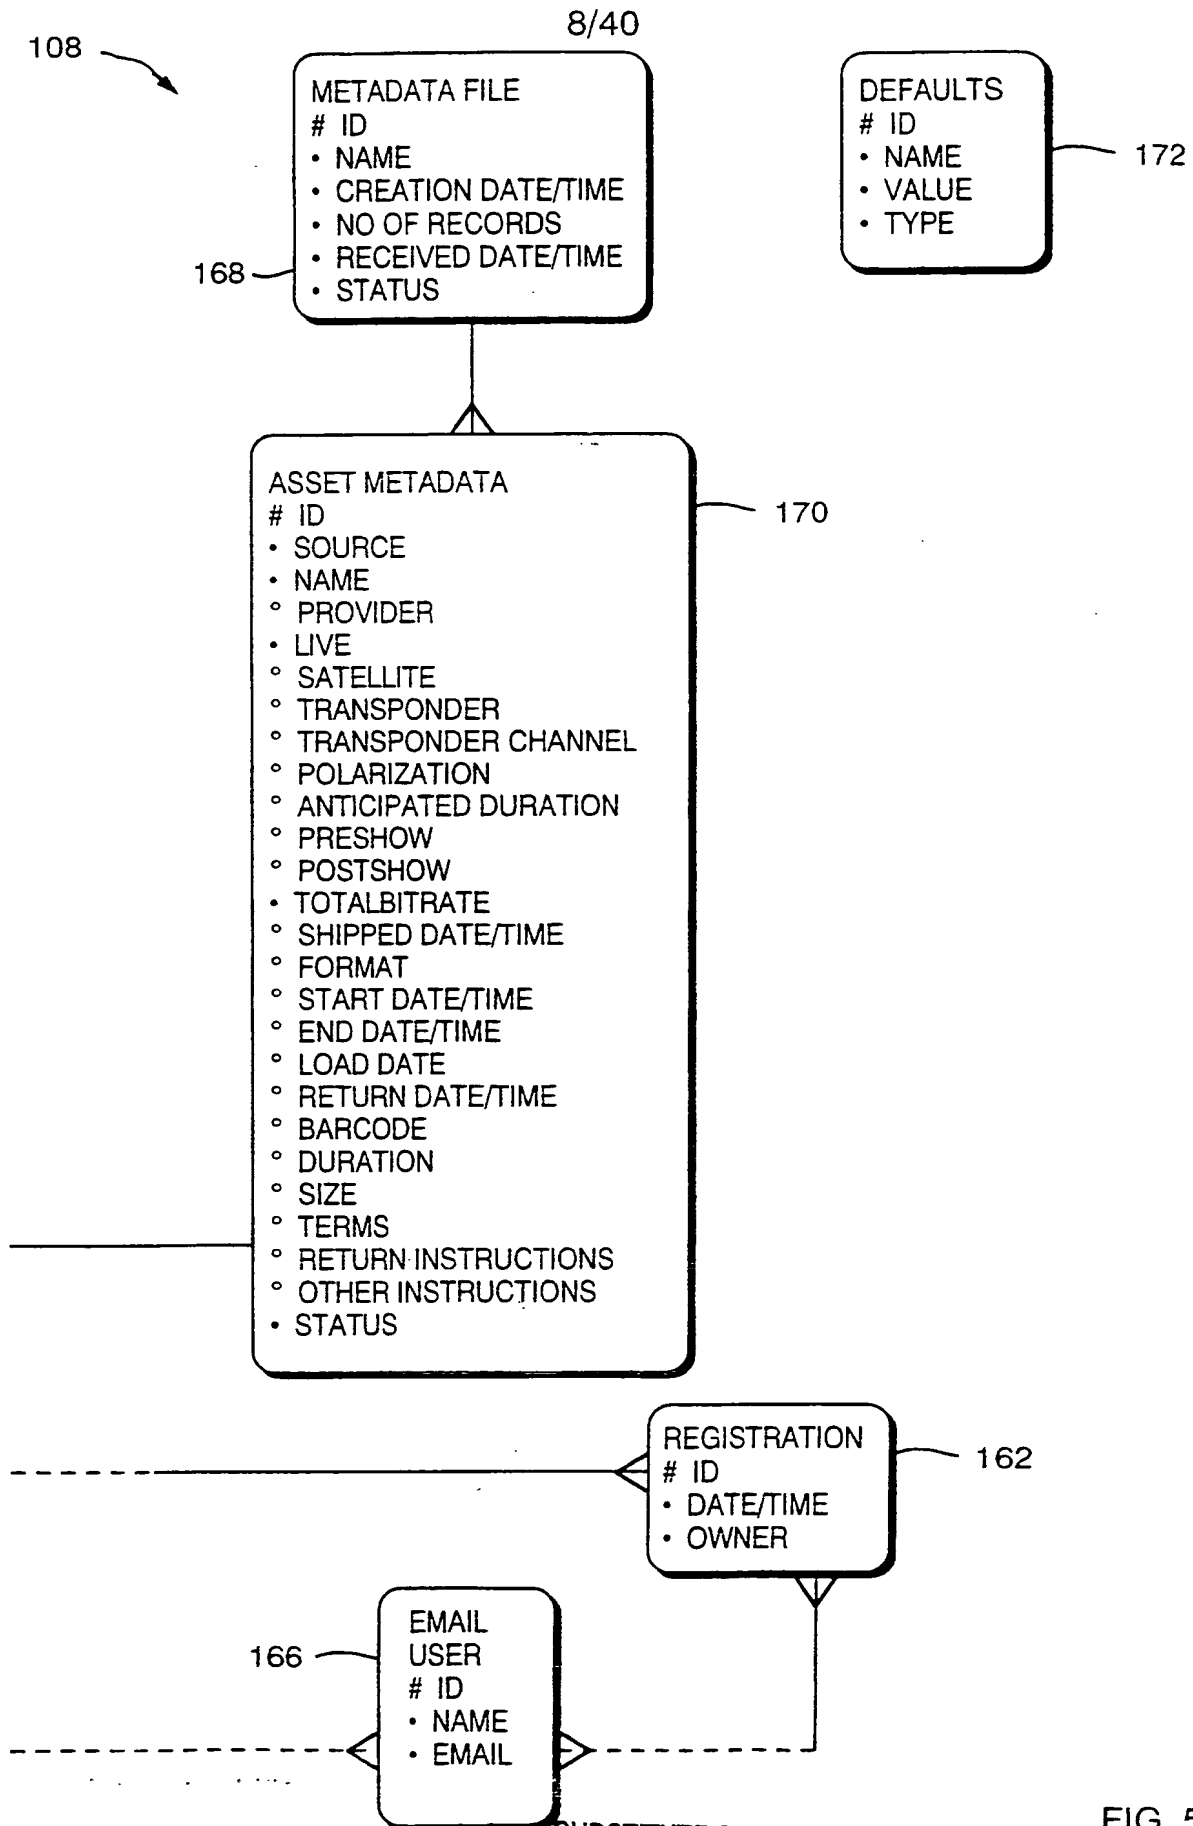 8/40
108
METADATA FILE
# ID
• NAME
• CREATION DATE/TIME
• NO OF RECORDS
• RECEIVED DATE/TIME
• STATUS
168
DEFAULTS
# ID
• NAME
• VALUE
• TYPE
172
ASSET METADATA
# ID
• SOURCE
• NAME
° PROVIDER
• LIVE
° SATELLITE
° TRANSPONDER
° TRANSPONDER CHANNEL
° POLARIZATION
° ANTICIPATED DURATION
° PRESHOW
° POSTSHOW
• TOTALBITRATE
° SHIPPED DATE/TIME
° FORMAT
° START DATE/TIME
° END DATE/TIME
° LOAD DATE
° RETURN DATE/TIME
° BARCODE
° DURATION
° SIZE
° TERMS
° RETURN INSTRUCTIONS
° OTHER INSTRUCTIONS
• STATUS
170
REGISTRATION
# ID
• DATE/TIME
• OWNER
162
EMAIL
USER
# ID
• NAME
• EMAIL
166
FIG. 5